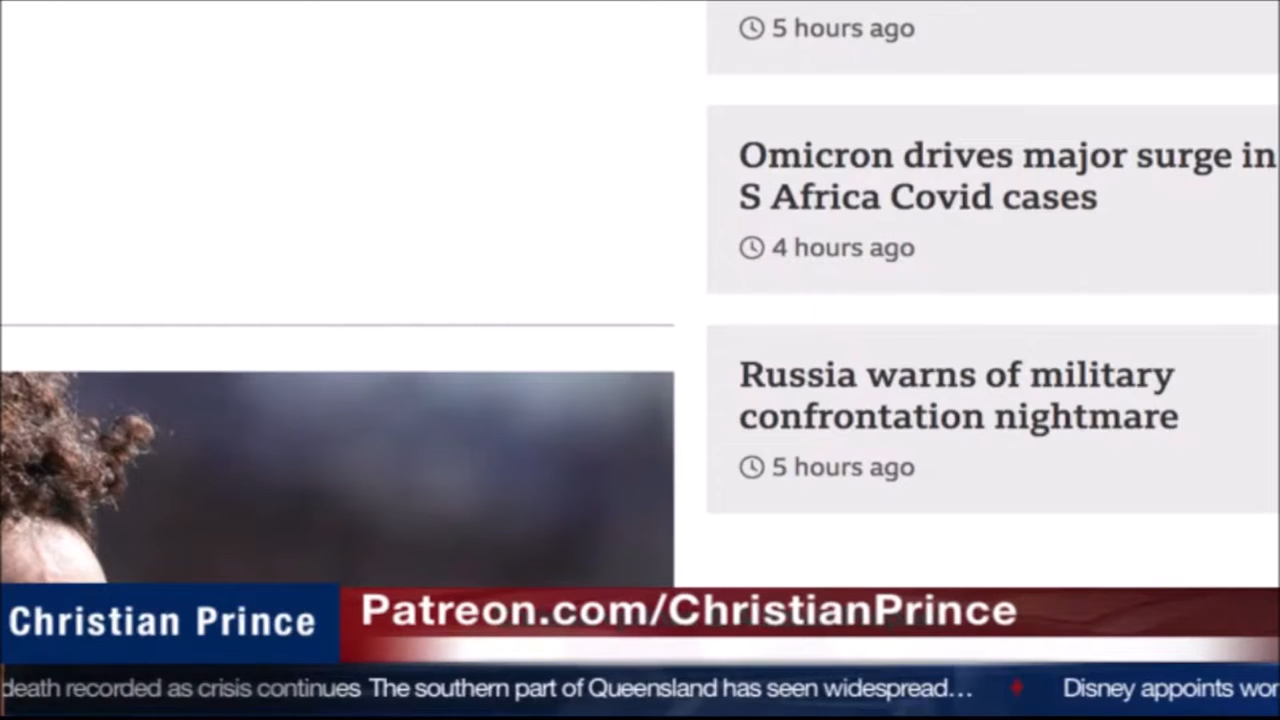 5 hours ago
Omicron drives major surge in
S Africa Covid cases
4 hours ago
Russia warns of military
confrontation nightmare
5 hours ago
Christian Prince
Patreon.com/ChristianPrince
death recorded as crisis continues The southern part of Queensland has seen widespread… Disney appoints wor